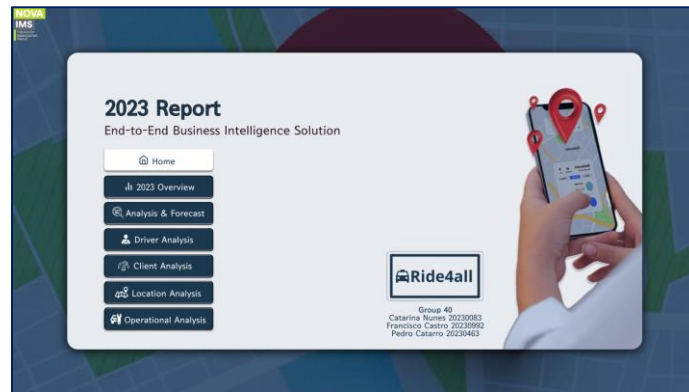 NOVA
IMS
2023 Report
End-to-End Business Intelligence Solution
Home
2023 Overview
Analysis & Forecast
Driver Analysis
Client Analysis
Location Analysis
Operational Analysis
Ride4all
Group 40
Catarina Nunes 20230083
Francisco Castro 20230992
Pedro Catarro 20230463